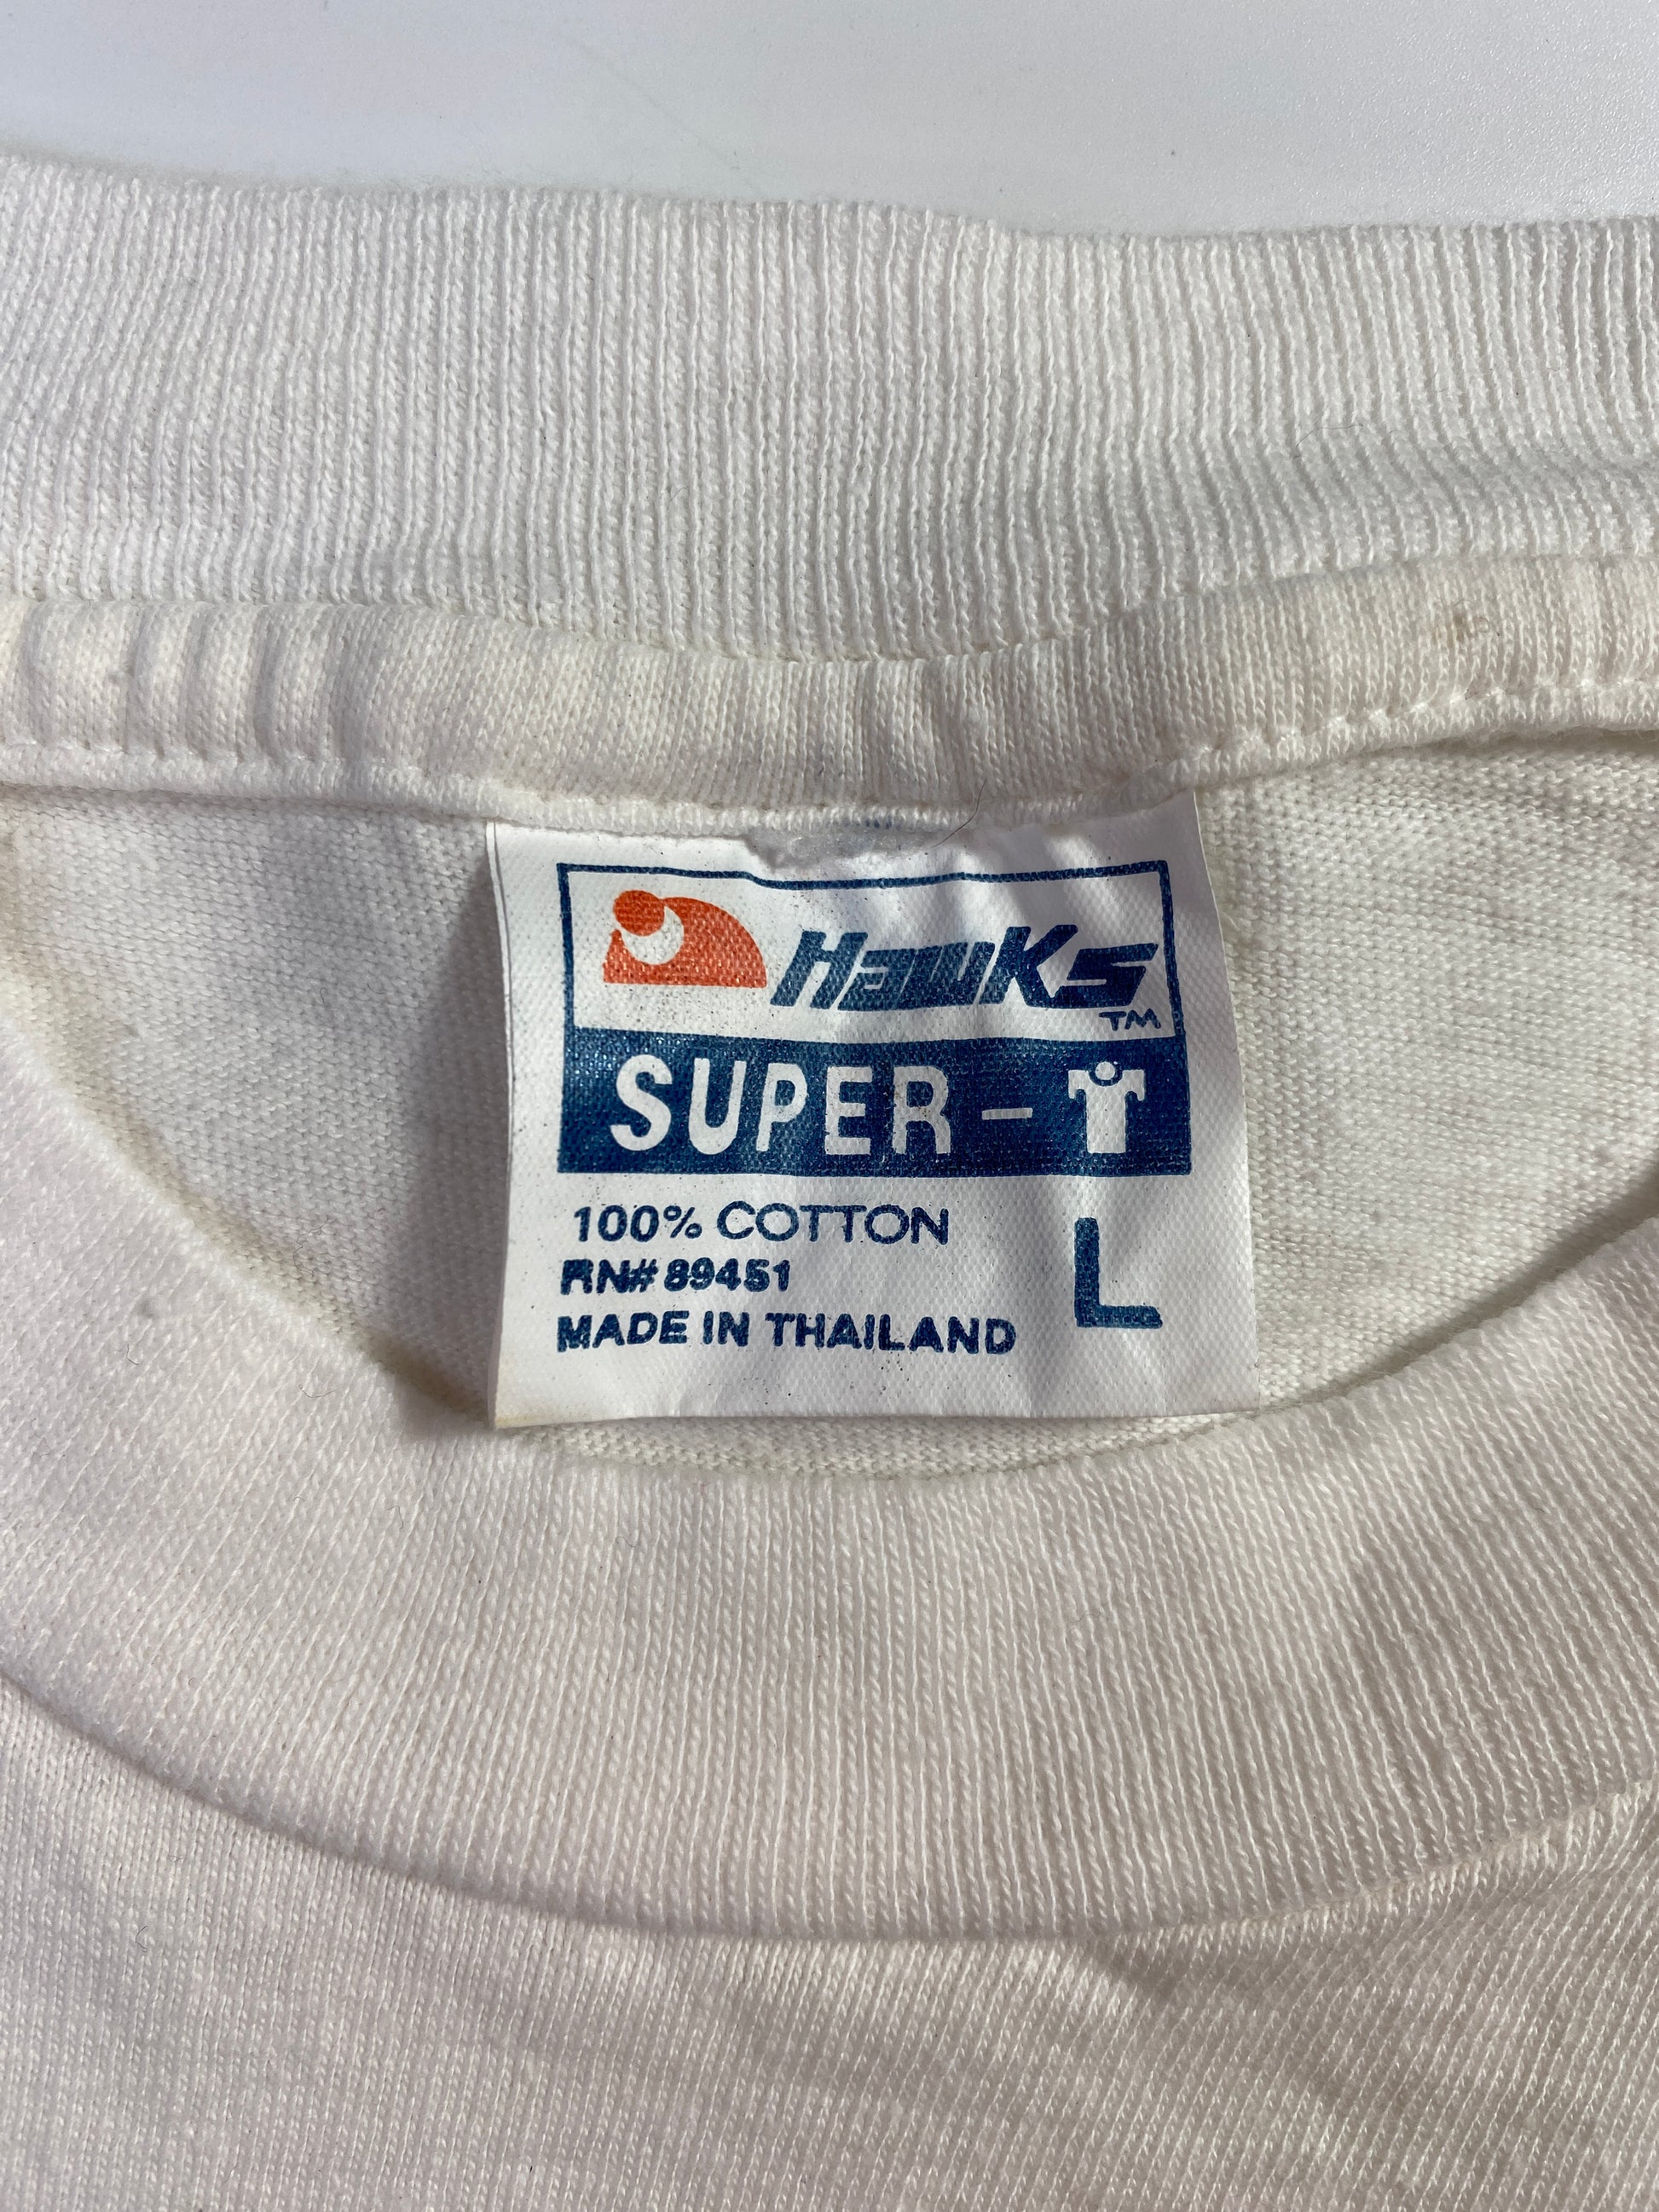 HawKs
TM
SUPER-
100% COTTON
L
RN# 89451
MADE IN THAILAND